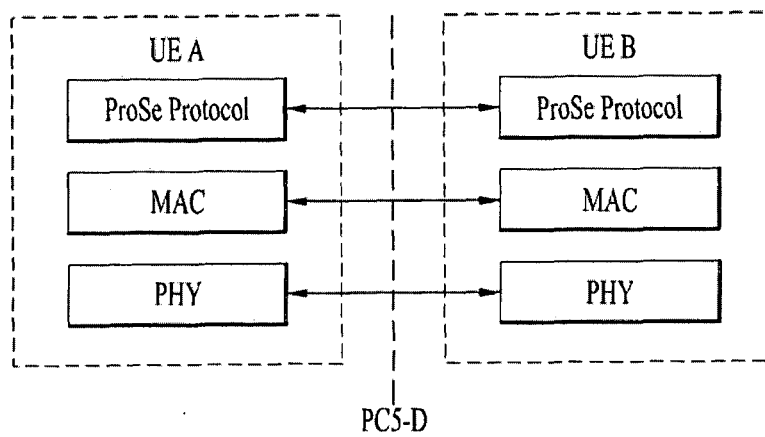 UE A
UE B
ProSe Protocol
ProSe Protocol
MAC
MAC
PHY
PHY
PC5-D